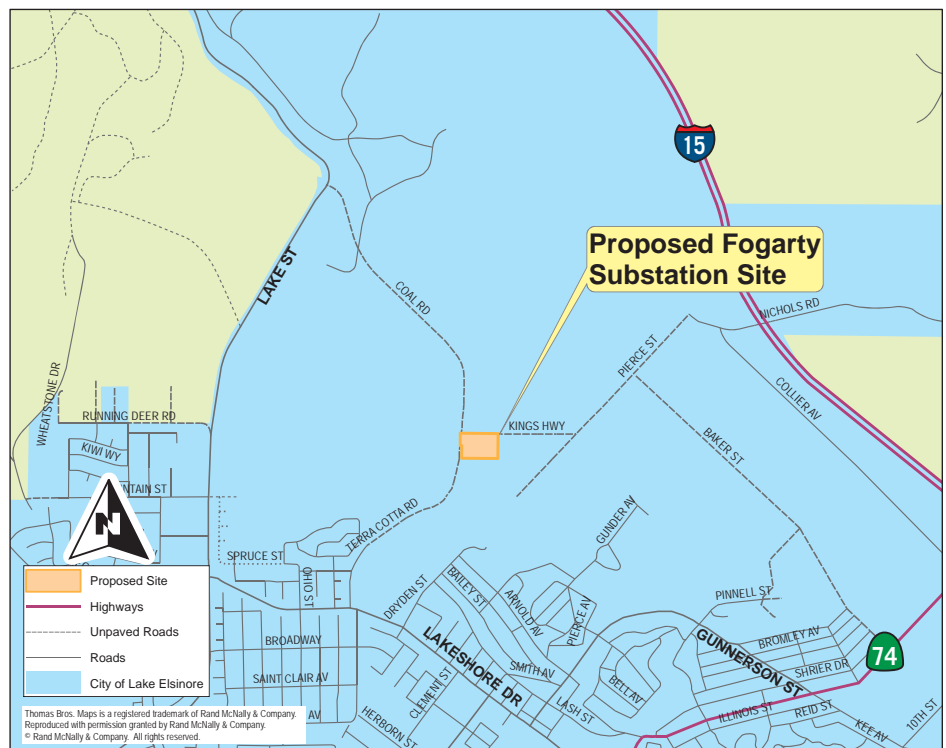 15
Proposed Fogarty
Substation Site
LAKE ST
COAL RD
NICHOLS RD
PIERCE ST
COLLIER AV
WHEATSTONE DR
RUNNING DEER RD
KIWI WY
KINGS HWY
BAKER ST
NTAIN ST
N
TERRA COTTA RD
GUNDER AV
SPRUCE ST
OHIO ST
DRYDEN ST
BAILEY ST
ARNOLD AV
PIERCE AV
PINNELL ST
BROADWAY
LAKESHORE DR
GUNNERSON ST
BROMLEY AV
74
SAINT CLAIR AV
CLEMENT ST
SMITH AV
SHRIER DR
BELL AV
LASH ST
ILLINOIS ST
REID ST
KEE AV
10TH ST
AV
HERBORN ST
Proposed Site
Highways
Unpaved Roads
Roads
City of Lake Elsinore
Thomas Bros. Maps is a registered trademark of Rand McNally & Company.
Reproduced with permission granted by Rand McNally & Company.
© Rand McNally & Company. All rights reserved.